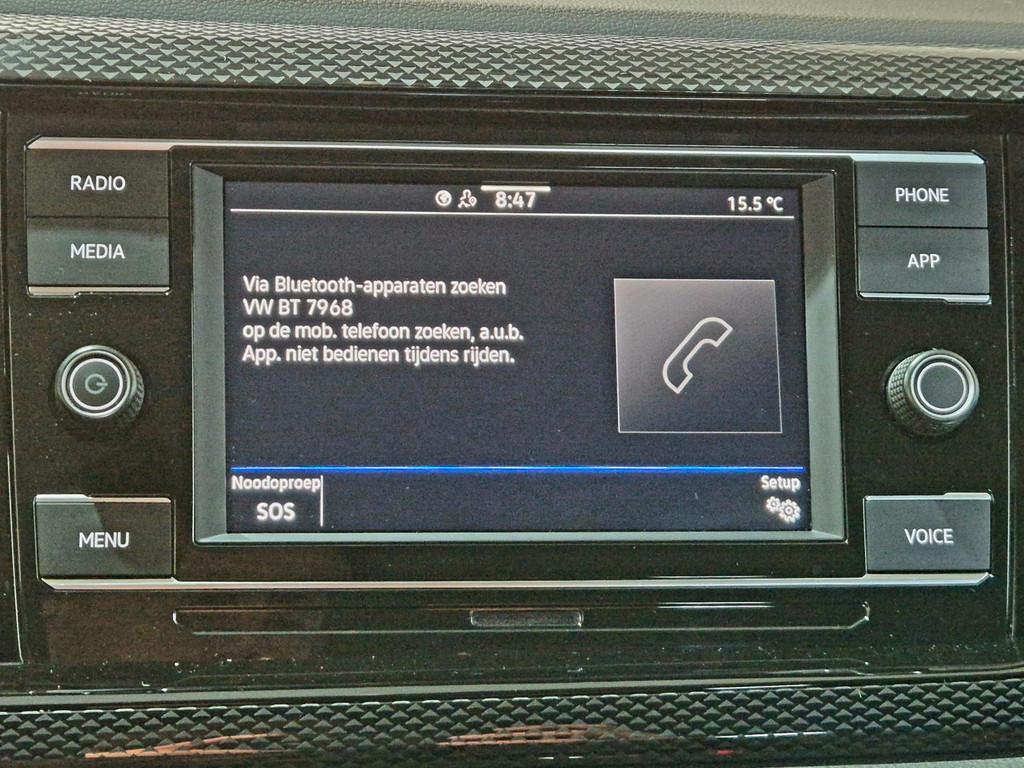 RADIO
MEDIA
8:47
15.5 °C
PHONE
APP
Via Bluetooth-apparaten zoeken
VW BT 7968
op de mob. telefoon zoeken, a.u.b.
App. niet bedienen tijdens rijden.
Noodoproep
SOS
Setup
MENU
VOICE